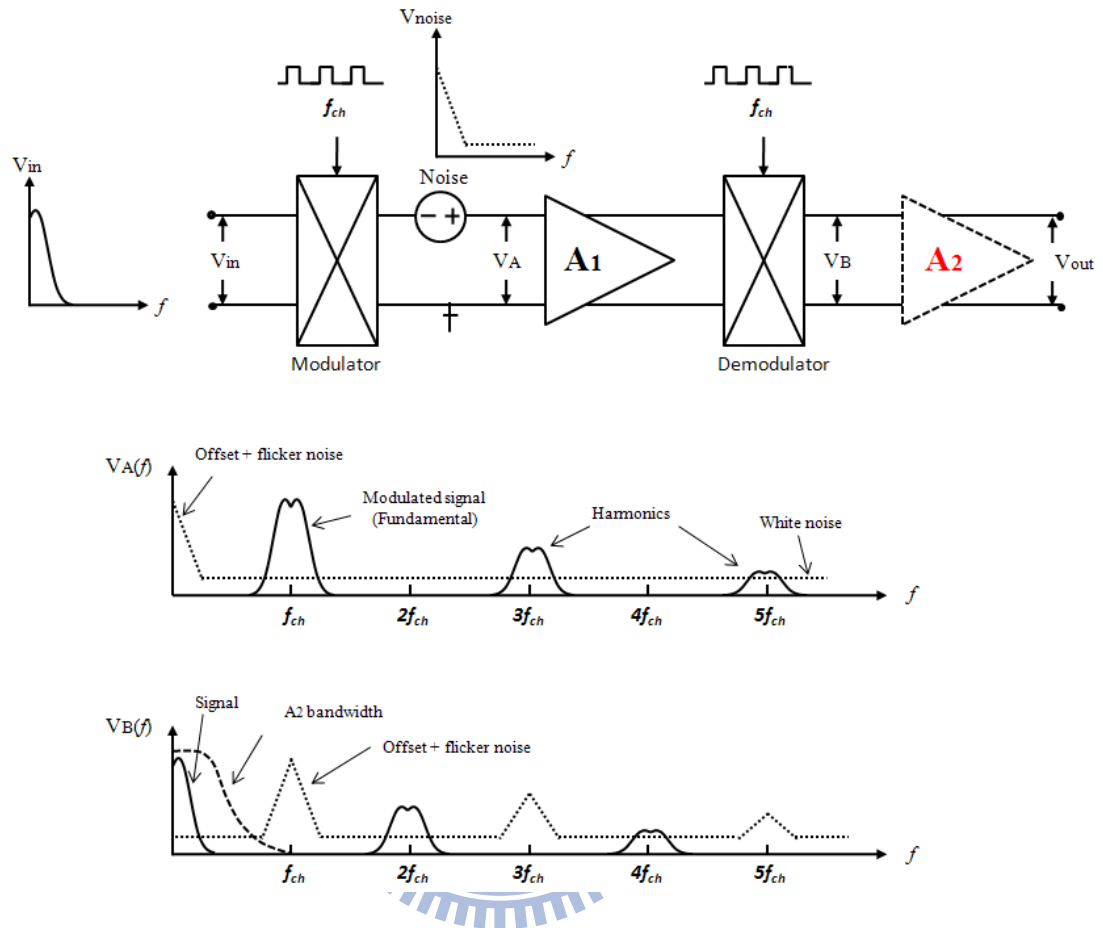 Vnoise
f
fch
fch
Vin
f
Noise
− +
Vin
VA
A1
VB
A2
Vout
Modulator
Demodulator
VA(f)
Offset + flicker noise
Modulated signal
(Fundamental)
Harmonics
White noise
f
fch 2fch 3fch 4fch 5fch
VB(f)
Signal
A2 bandwidth
Offset + flicker noise
f
fch 2fch 3fch 4fch 5fch